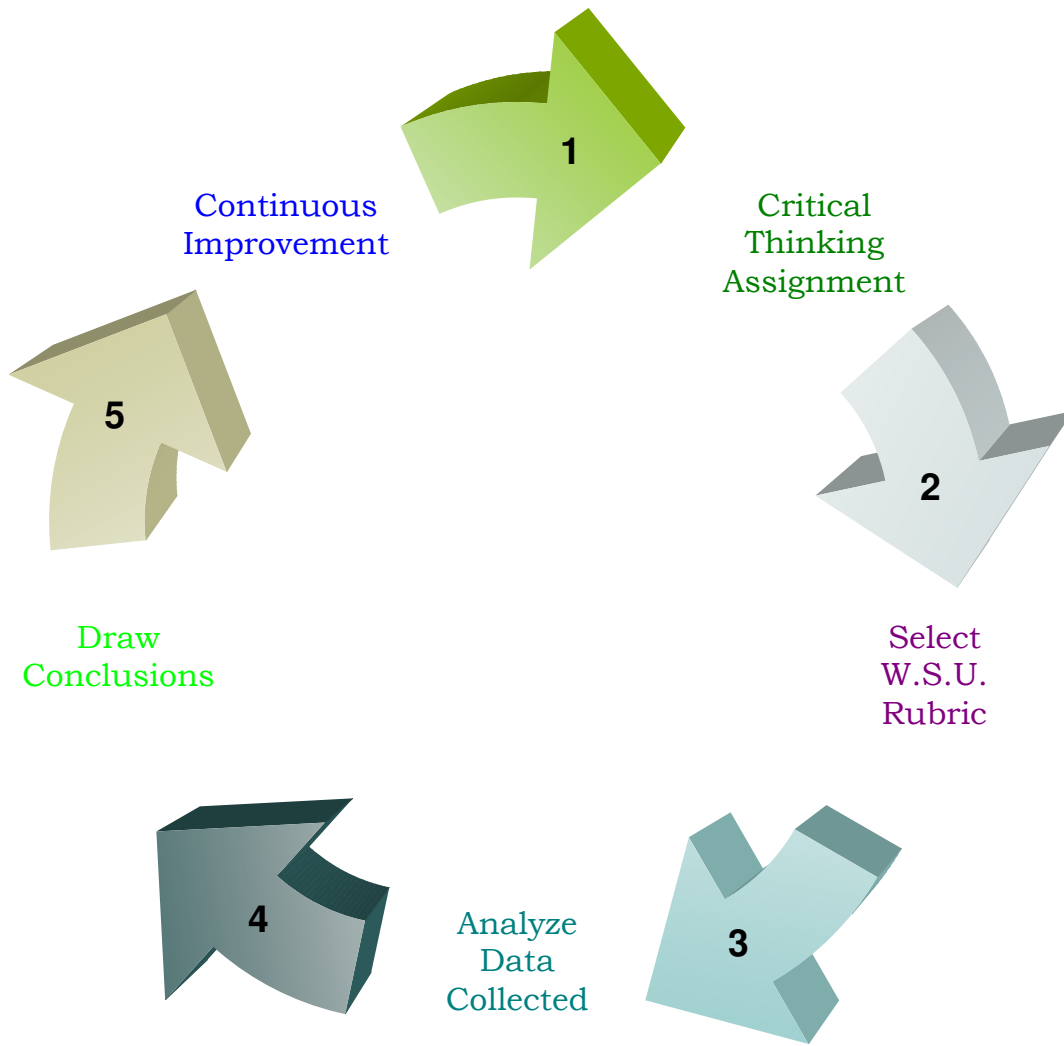 1
Continuous
Improvement
Critical
Thinking
Assignment
5
2
Draw
Conclusions
Select
W.S.U.
Rubric
4
Analyze
Data
Collected
3